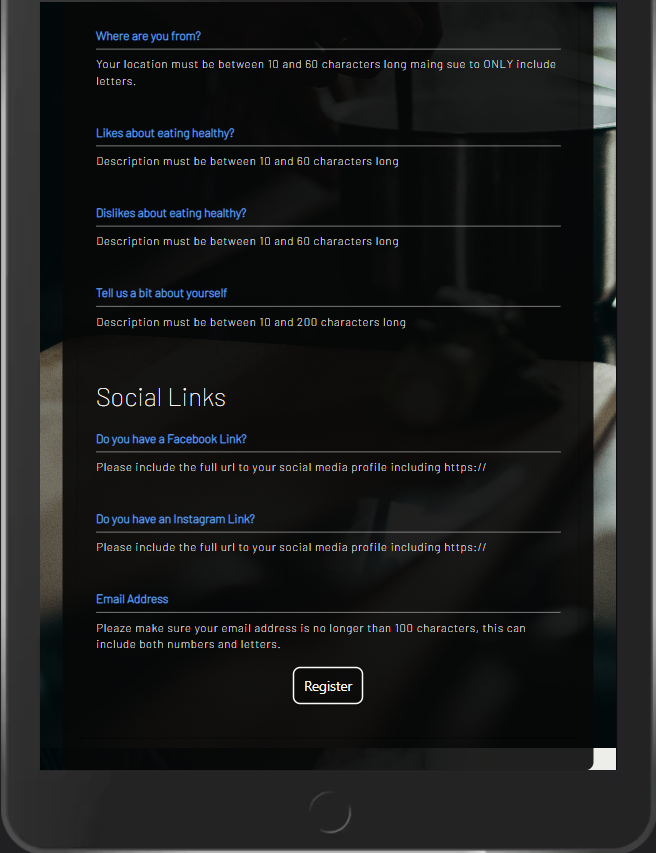 Where are you from?
Your location must be between 10 and 60 characters long maing sue to ONLY include
letters.
Likes about eating healthy?
Description must be between 10 and 60 characters long
Dislikes about eating healthy?
Description must be between 10 and 60 characters long
Tell us a bit about yourself
Description must be between 10 and 200 characters long
Social Links
Do you have a Facebook Link?
Please include the full url to your social media profile including https://
Do you have an Instagram Link?
Please include the full url to your social media profile including https://
Email Address
Pleaze make sure your email address is no longer than 100 characters, this can
include both numbers and letters.
Register